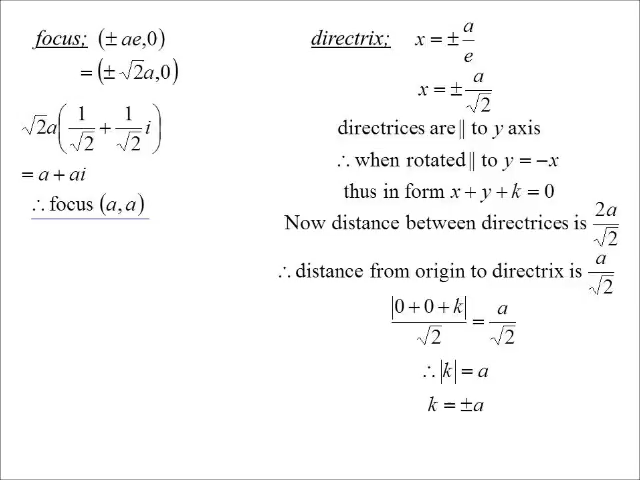 focus; (± ae,0)
= (± √2a,0)
√2a(1/√2 + 1/√2 i)
= a + ai
∴ focus (a, a)
directrix; x = ± a/e
x = ± a/√2
directrices are || to y axis
∴ when rotated || to y = −x
thus in form x + y + k = 0
Now distance between directrices is 2a/√2
∴ distance from origin to directrix is a/√2
|0 + 0 + k|/√2 = a/√2
∴ |k| = a
k = ±a